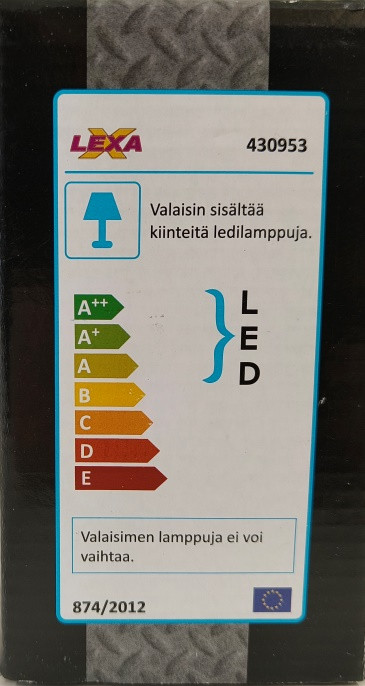 LEXA
430953
Valaisin sisältää
kiinteitä ledilamppuja.
A++
A+
A
B
C
D
E
L
E
D
Valaisimen lamppuja ei voi
vaihtaa.
874/2012